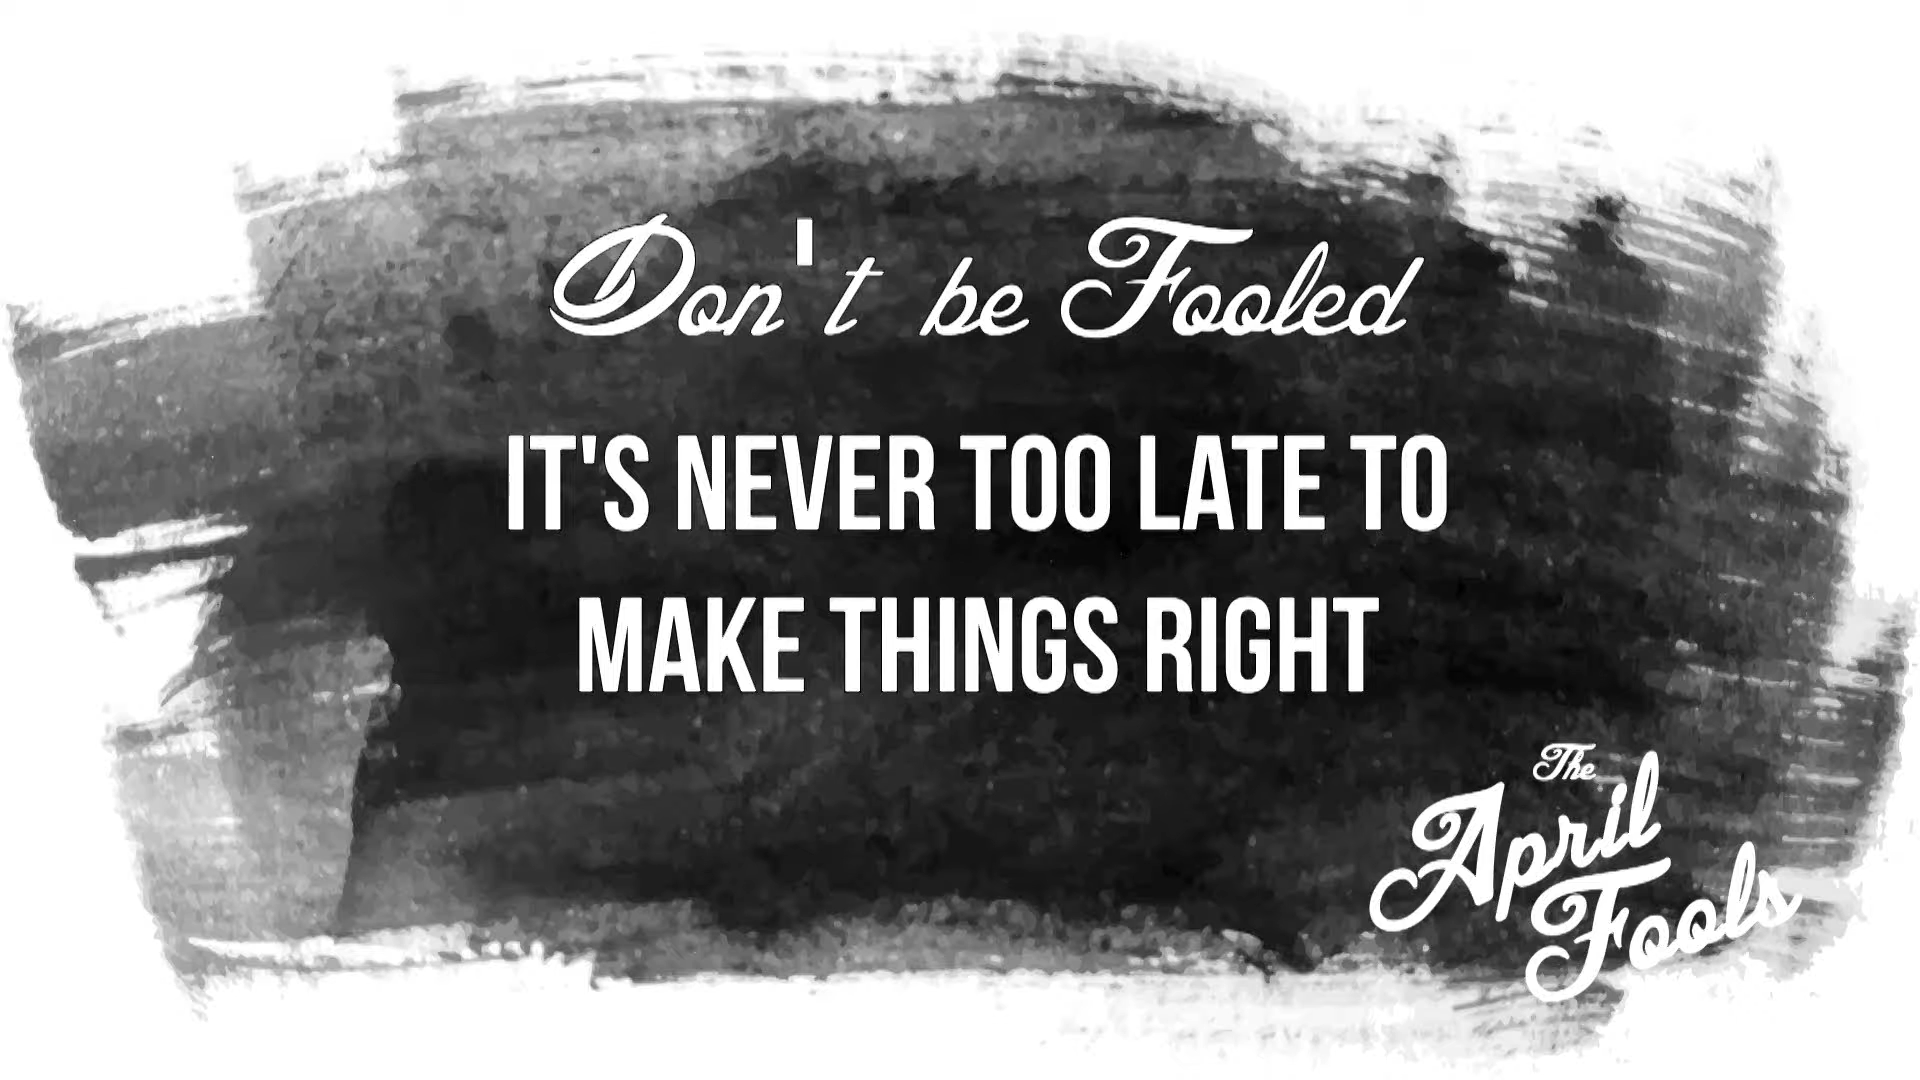 Don't be Fooled
IT'S NEVER TOO LATE TO
MAKE THINGS RIGHT
The
April
Fools